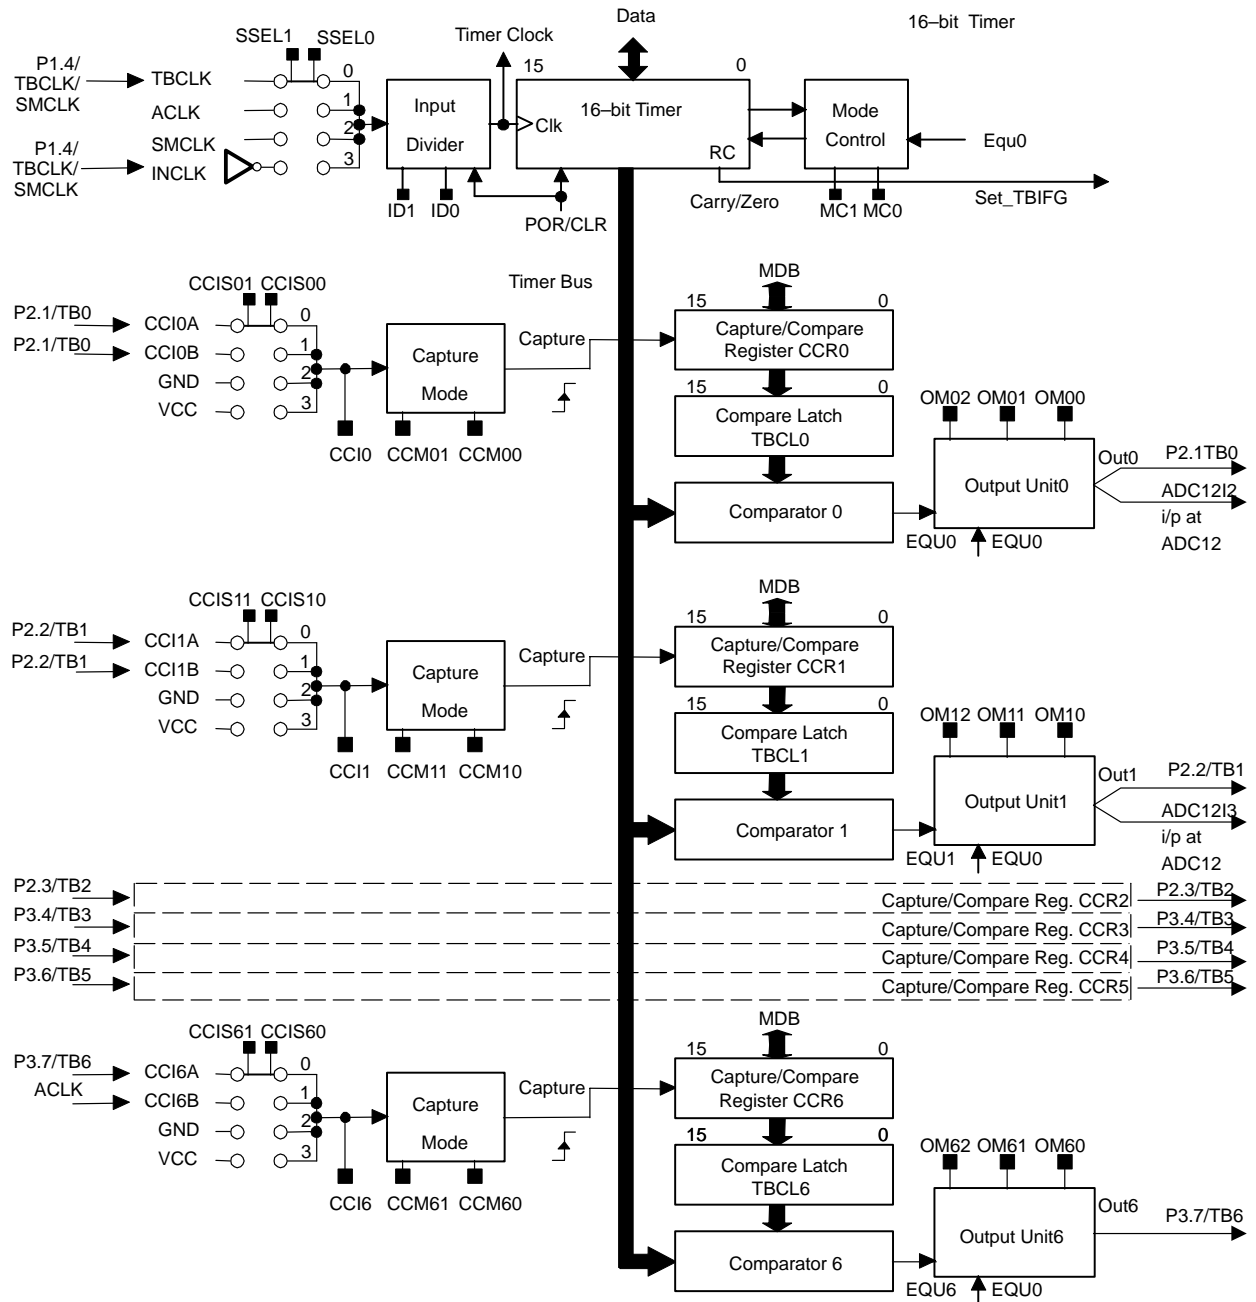 16–bit Timer
Data
SSEL1 SSEL0
Timer Clock
P1.4/
TBCLK/
SMCLK
TBCLK
0
15
0
ACLK
1
Input
Divider
16–bit Timer
Clk
RC
Mode
Control
Equ0
SMCLK
2
P1.4/
TBCLK/
SMCLK
INCLK
3
ID1 ID0
POR/CLR
Carry/Zero
MC1 MC0
Set_TBIFG
Timer Bus
CCIS01 CCIS00
MDB
15 0
P2.1/TB0
CCI0A
0
P2.1/TB0
CCI0B
1
GND
2
VCC
3
Capture
Mode
Capture
Capture/Compare
Register CCR0
15 0
Compare Latch
TBCL0
CCI0 CCM01 CCM00
Comparator 0
EQU0
OM02 OM01 OM00
Output Unit0
EQU0
Out0
P2.1TB0
ADC12I2
i/p at
ADC12
CCIS11 CCIS10
MDB
15 0
P2.2/TB1
CCI1A
0
P2.2/TB1
CCI1B
1
GND
2
VCC
3
Capture
Mode
Capture
Capture/Compare
Register CCR1
15 0
Compare Latch
TBCL1
CCI1 CCM11 CCM10
Comparator 1
EQU1
OM12 OM11 OM10
Output Unit1
EQU0
Out1
P2.2/TB1
ADC12I3
i/p at
ADC12
P2.3/TB2
Capture/Compare Reg. CCR2
P2.3/TB2
P3.4/TB3
Capture/Compare Reg. CCR3
P3.4/TB3
P3.5/TB4
Capture/Compare Reg. CCR4
P3.5/TB4
P3.6/TB5
Capture/Compare Reg. CCR5
P3.6/TB5
CCIS61 CCIS60
MDB
15 0
P3.7/TB6
CCI6A
0
ACLK
CCI6B
1
GND
2
VCC
3
Capture
Mode
Capture
Capture/Compare
Register CCR6
15 0
Compare Latch
TBCL6
CCI6 CCM61 CCM60
Comparator 6
EQU6
OM62 OM61 OM60
Output Unit6
EQU0
Out6
P3.7/TB6